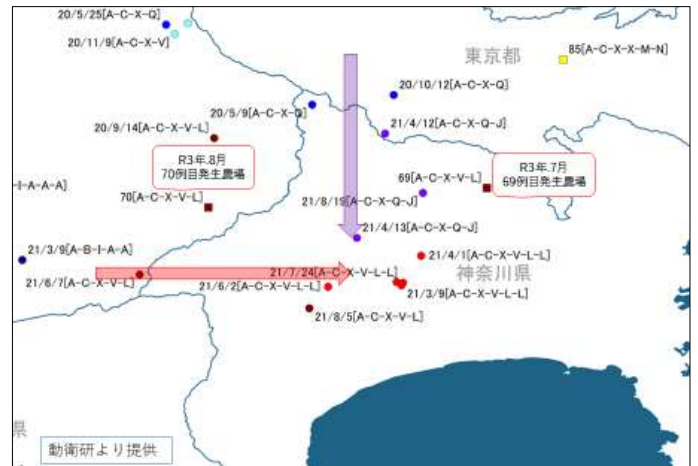 20/5/25[A-C-X-Q]
20/11/9[A-C-X-V]
東京都
85[A-C-X-X-M-N]
20/10/12[A-C-X-Q]
20/5/9[A-C-X-Q]
21/4/12[A-C-X-Q-J]
20/9/14[A-C-X-V-L]
R3年.8月
70例目発生農場
R3年.7月
69例目発生農場
69[A-C-X-V-L]
-I-A-A-A]
70[A-C-X-V-L]
21/8/19[A-C-X-Q-J]
21/4/13[A-C-X-Q-J]
21/3/9[A-B-I-A-A]
21/4/1[A-C-X-V-L-L]
21/7/24[A-C-X-V-L-L]
神奈川県
21/6/7[A-C-X-V-L]
21/6/2[A-C-X-V-L-L]
21/3/9[A-C-X-V-L-L]
21/8/5[A-C-X-V-L]
県
動衛研より提供